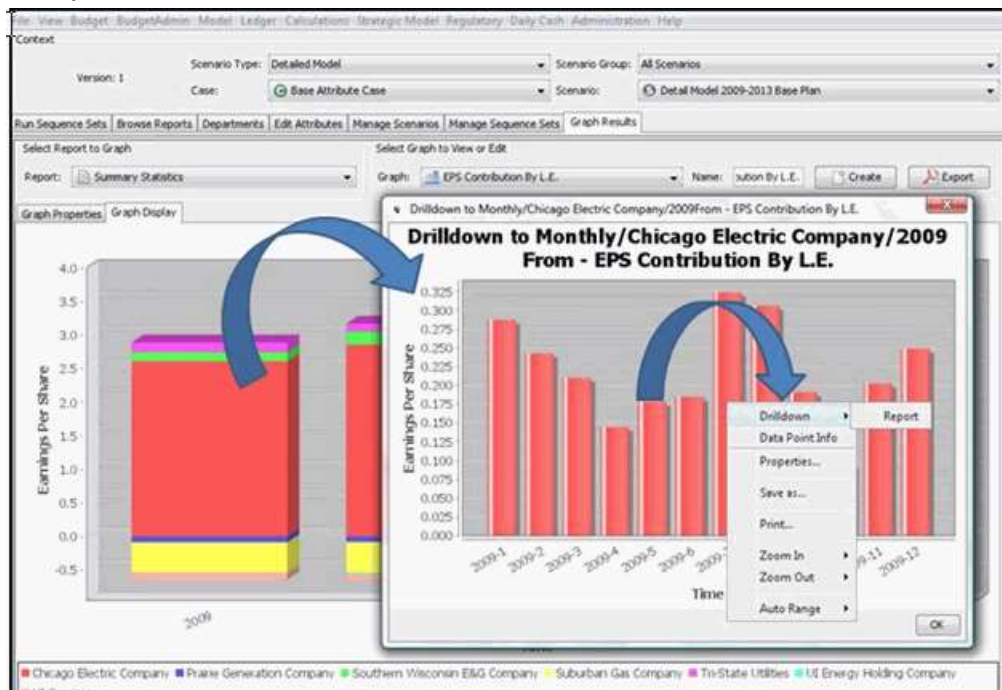 File View Budget BudgetAdmin Model Ledger Calculations Strategic Model Regulatory Daily Cash Administration Help
Context
Version: 1
Scenario Type: Detailed Model
Scenario Group: All Scenarios
Case: Base Attribute Case
Scenario: Detail Model 2009-2013 Base Plan
Run Sequence Sets Browse Reports Departments Edit Attributes Manage Scenarios Manage Sequence Sets Graph Results
Select Report to Graph
Select Graph to View or Edit
Report: Summary Statistics
Graph: EPS Contribution By L.E.
Name: ution By L.E.
Create
Export
Graph Properties Graph Display
4.0
3.5
3.0
2.5
2.0
1.5
1.0
0.5
0.0
-0.5
Earnings Per Share
2009
Drilldown to Monthly/Chicago Electric Company/2009From - EPS Contribution By L.E.
Drilldown to Monthly/Chicago Electric Company/2009
From - EPS Contribution By L.E.
0.325
0.300
0.275
0.250
0.225
0.200
0.175
0.150
0.125
0.100
0.075
0.050
0.025
0.000
Earnings Per Share
2009-1 2009-2 2009-3 2009-4 2009-5 2009-6 2009-11 2009-12
Time
Drilldown
Report
Data Point Info
Properties...
Save as...
Print...
Zoom In
Zoom Out
Auto Range
OK
Chicago Electric Company Prairie Generation Company Southern Wisconsin E&G Company Suburban Gas Company Tri-State Utilities UI Energy Holding Company